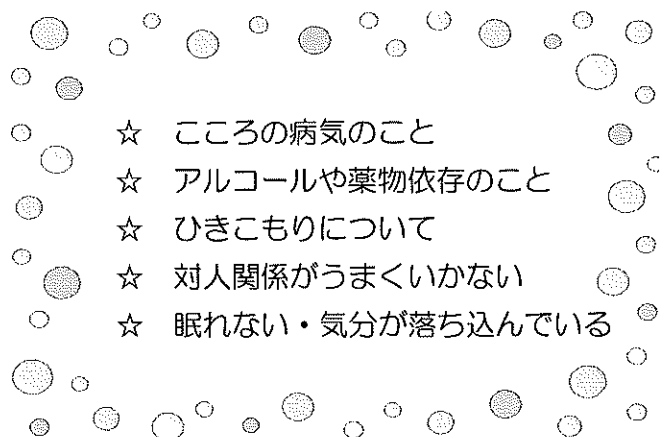 ☆ こころの病気のこと
☆ アルコールや薬物依存のこと
☆ ひきこもりについて
☆ 対人関係がうまくいかない
☆ 眠れない・気分が落ち込んでいる